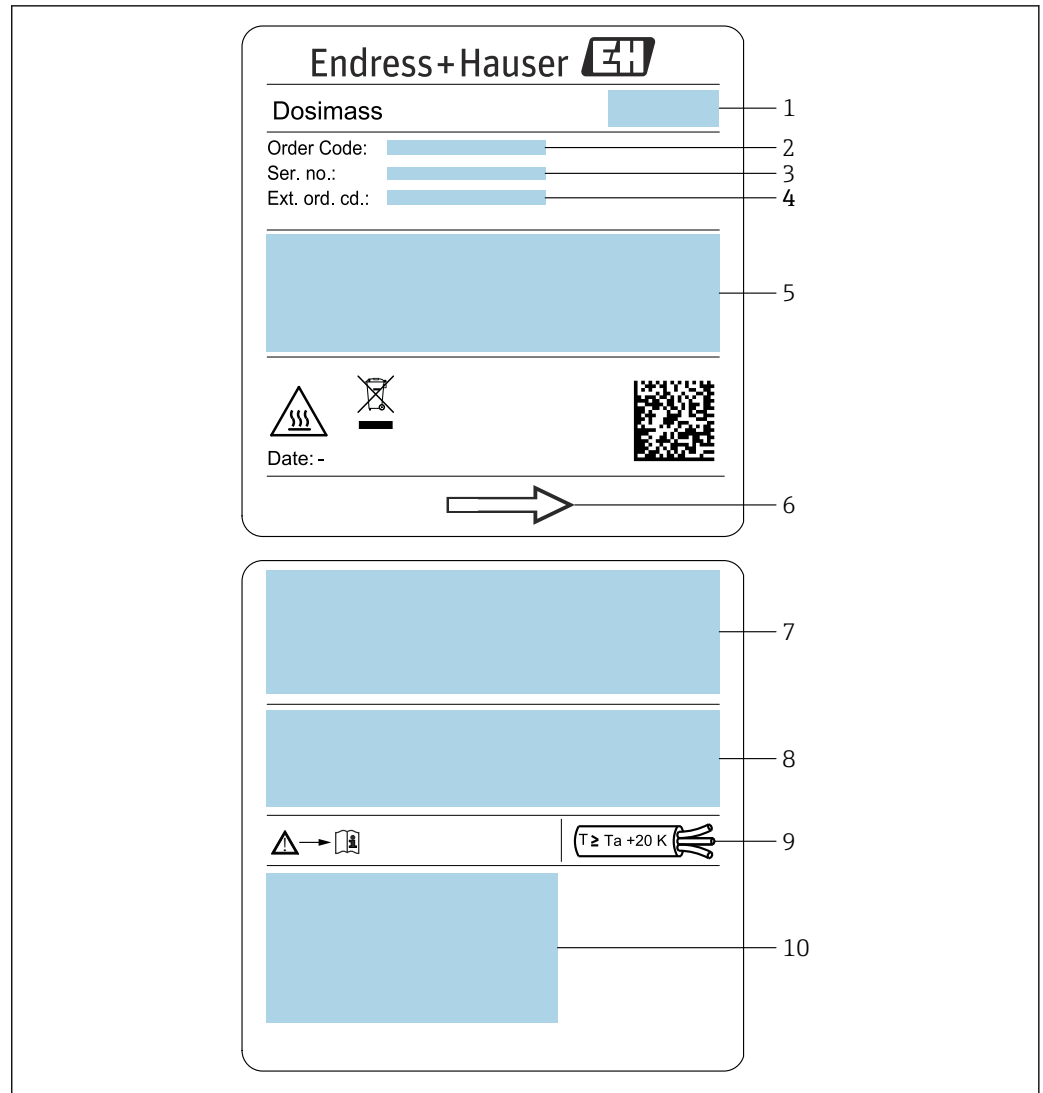 Endress+Hauser EH
Dosimass
1
Order Code:
2
Ser. no.:
3
Ext. ord. cd.:
4
5
Date: -
6
7
8
i
T ≥ Ta +20 K
9
10